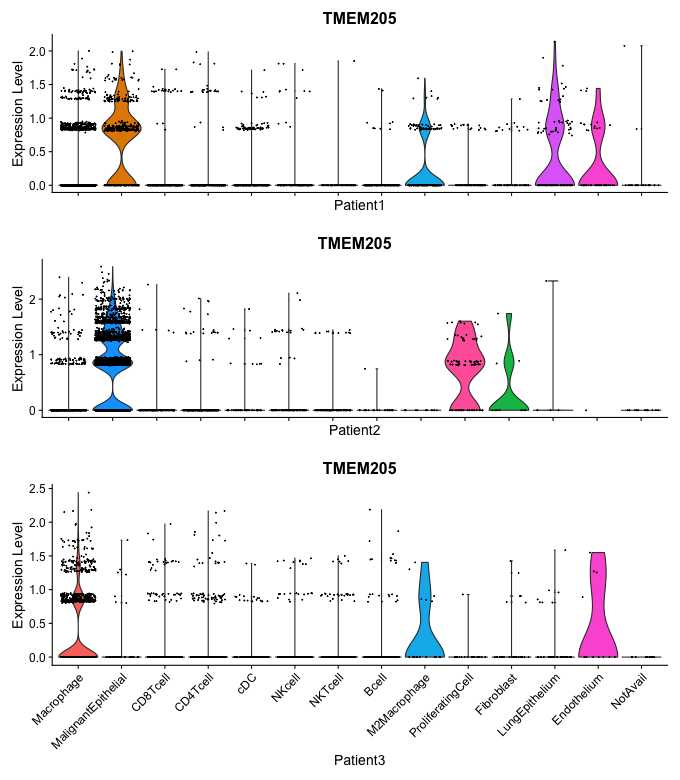 TMEM205
Expression Level
2.0
1.5
1.0
0.5
0.0
Patient1
TMEM205
Expression Level
2
1
0
Patient2
TMEM205
Expression Level
2.5
2.0
1.5
1.0
0.5
0.0
Macrophage
MalignantEpithelial
CD8Tcell
CD4Tcell
cDC
NKcell
NKTcell
Bcell
M2Macrophage
ProliferatingCell
Fibroblast
LungEpithelium
Endothelium
NotAvail
Patient3